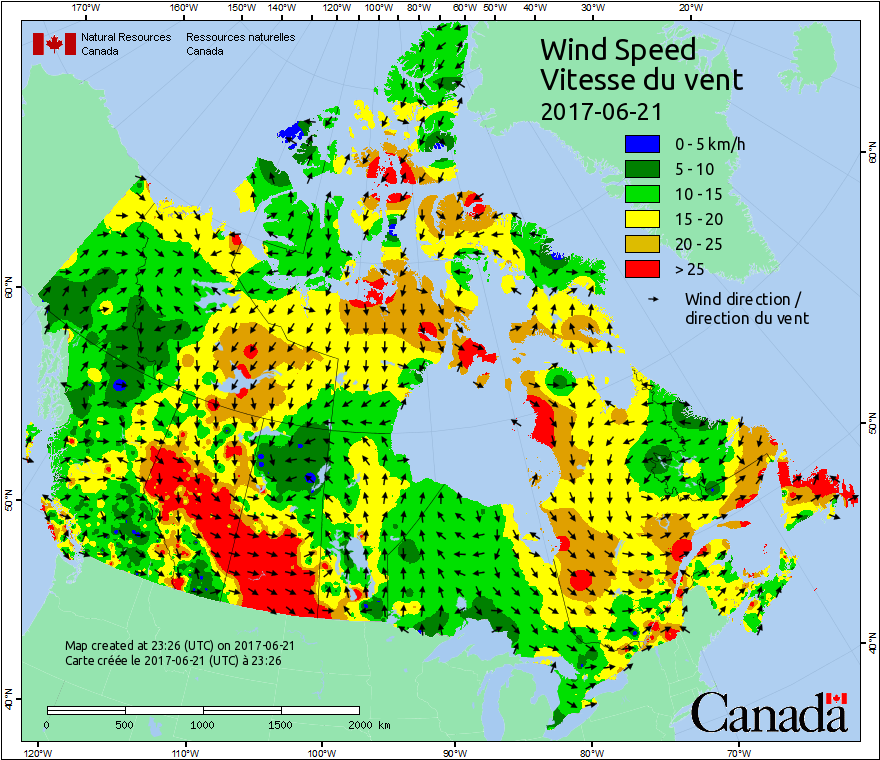 170°W 160°W 150°W 140°W 120°W 100°W 80°W 60°W 50°W 40°W 30°W 20°W
Natural Resources Ressources naturelles
Canada Canada
Wind Speed
Vitesse du vent
2017-06-21
0 - 5 km/h
5 - 10
10 - 15
15 - 20
20 - 25
> 25
Wind direction /
direction du vent
60°N
60°N
50°N
50°N
40°N
40°N
Map created at 23:26 (UTC) on 2017-06-21
Carte créée le 2017-06-21 (UTC) à 23:26
0 500 1000 1500 2000 km
Canada
120°W 110°W 100°W 90°W 80°W 70°W